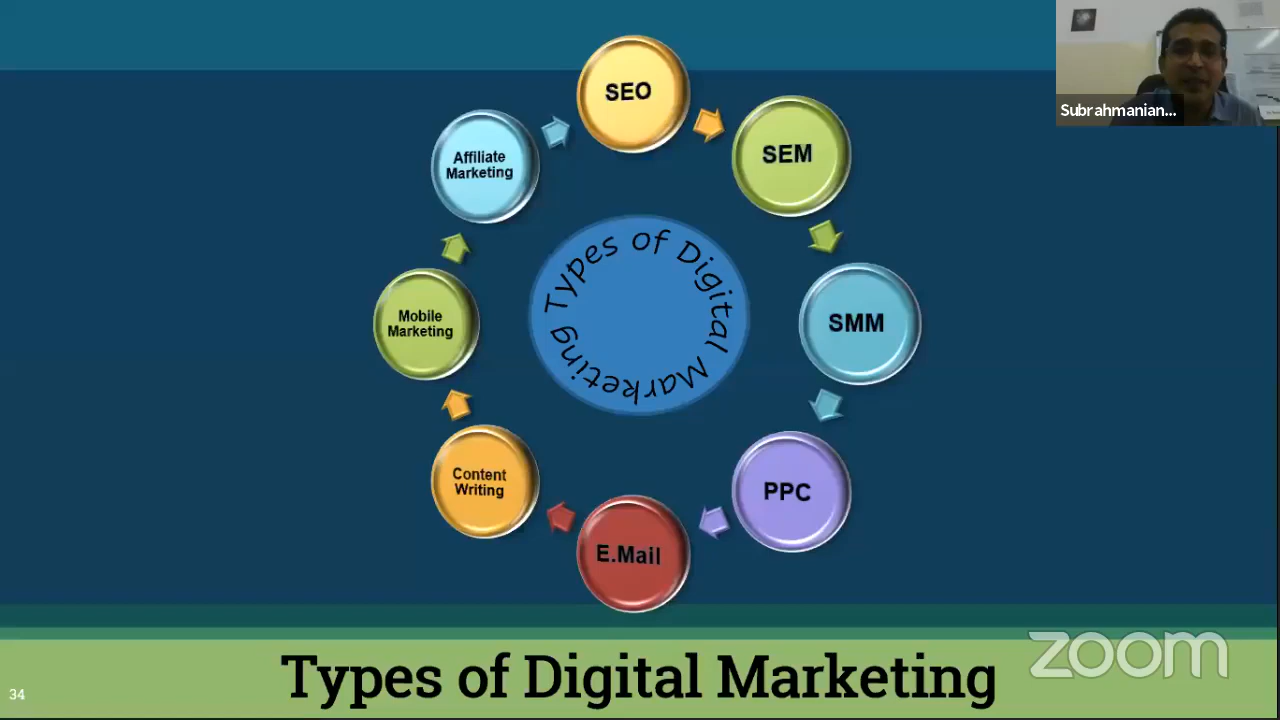 SEO
SEM
SMM
PPC
E.Mail
Content
Writing
Mobile
Marketing
Affiliate
Marketing
Types of Digital Marketing
Subrahmanian...
Types of Digital Marketing
34
zoom